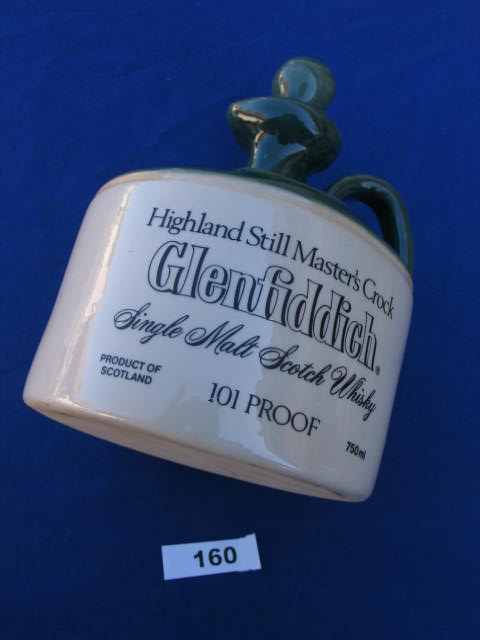 Highland Still Master's Crock
Glenfiddich®
Single Malt Scotch Whisky
PRODUCT OF
SCOTLAND
101 PROOF
750ml
160